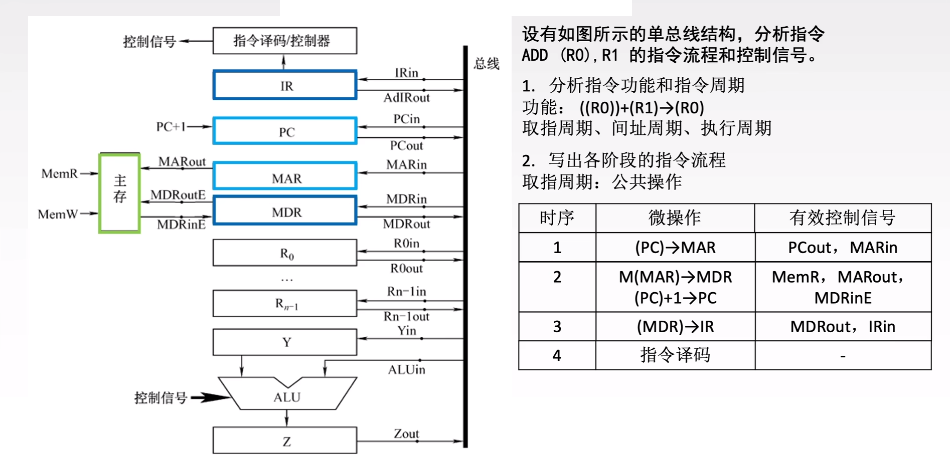 控制信号
指令译码/控制器
总线
IRin
IR
AdIRout
PC+1
PCin
PC
PCout
MARout
MARin
MemR
主存
MAR
MDRoutE
MDRin
MemW
MDR
MDRinE
MDRout
R0in
R0
R0out
…
Rn-1in
Rn-1
Rn-1out
Yin
Y
ALUin
控制信号
ALU
Zout
Z
设有如图所示的单总线结构，分析指令
ADD (R0),R1 的指令流程和控制信号。
1. 分析指令功能和指令周期
功能： ((R0))+(R1)→(R0)
取指周期、间址周期、执行周期
2. 写出各阶段的指令流程
取指周期：公共操作
时序 微操作 有效控制信号
1 (PC)→MAR PCout，MARin
2 M(MAR)→MDR MemR，MARout，
(PC)+1→PC MDRinE
3 (MDR)→IR MDRout，IRin
4 指令译码 -